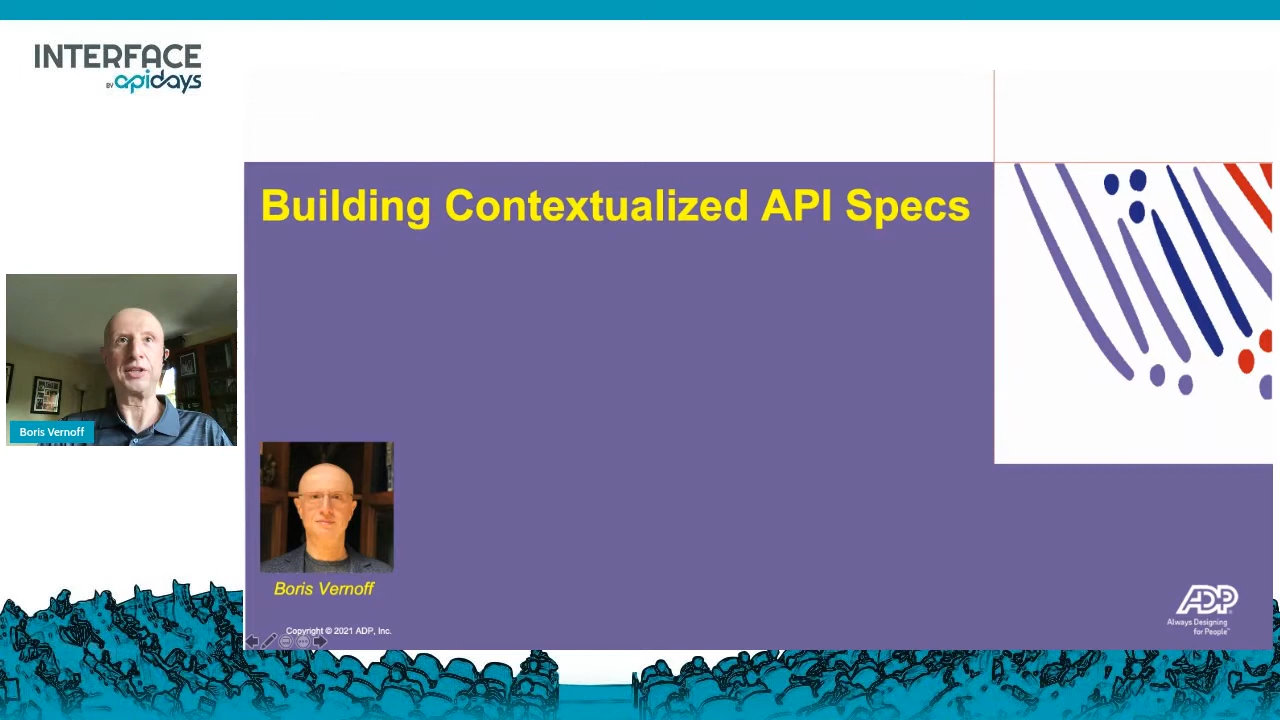 INTERFACE
BY apidays
Building Contextualized API Specs
Boris Vernoff
Boris Vernoff
Copyright © 2021 ADP, Inc.
ADP
Always Designing
for People™